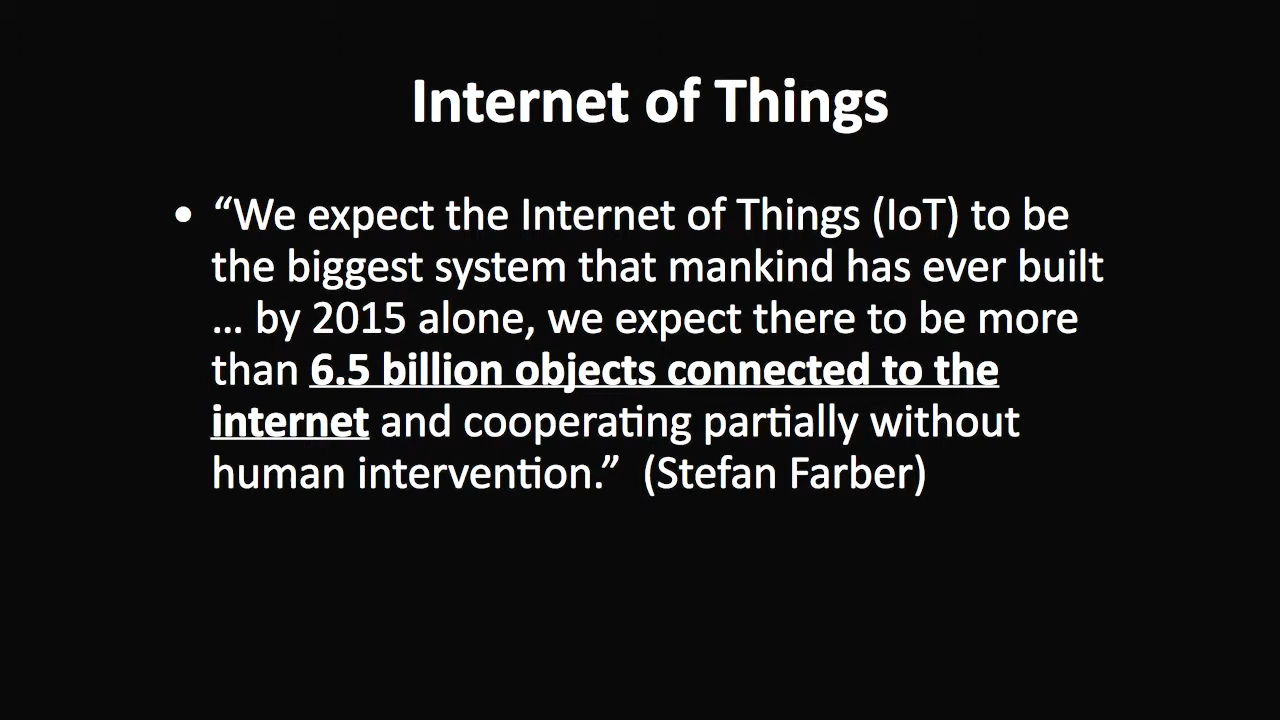 Internet of Things
• “We expect the Internet of Things (IoT) to be
the biggest system that mankind has ever built
... by 2015 alone, we expect there to be more
than 6.5 billion objects connected to the
internet and cooperating partially without
human intervention.”  (Stefan Farber)